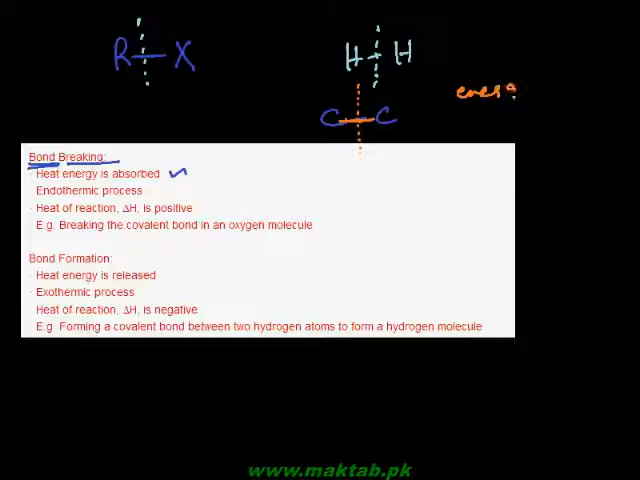 R — X
H — H
C — C
Bond Breaking:
· Heat energy is absorbed
Endothermic process
· Heat of reaction, ΔH, is positive
E.g. Breaking the covalent bond in an oxygen molecule
Bond Formation:
· Heat energy is released
· Exothermic process
Heat of reaction, ΔH, is negative
· E.g Forming a covalent bond between two hydrogen atoms to form a hydrogen molecule
www.maktab.pk